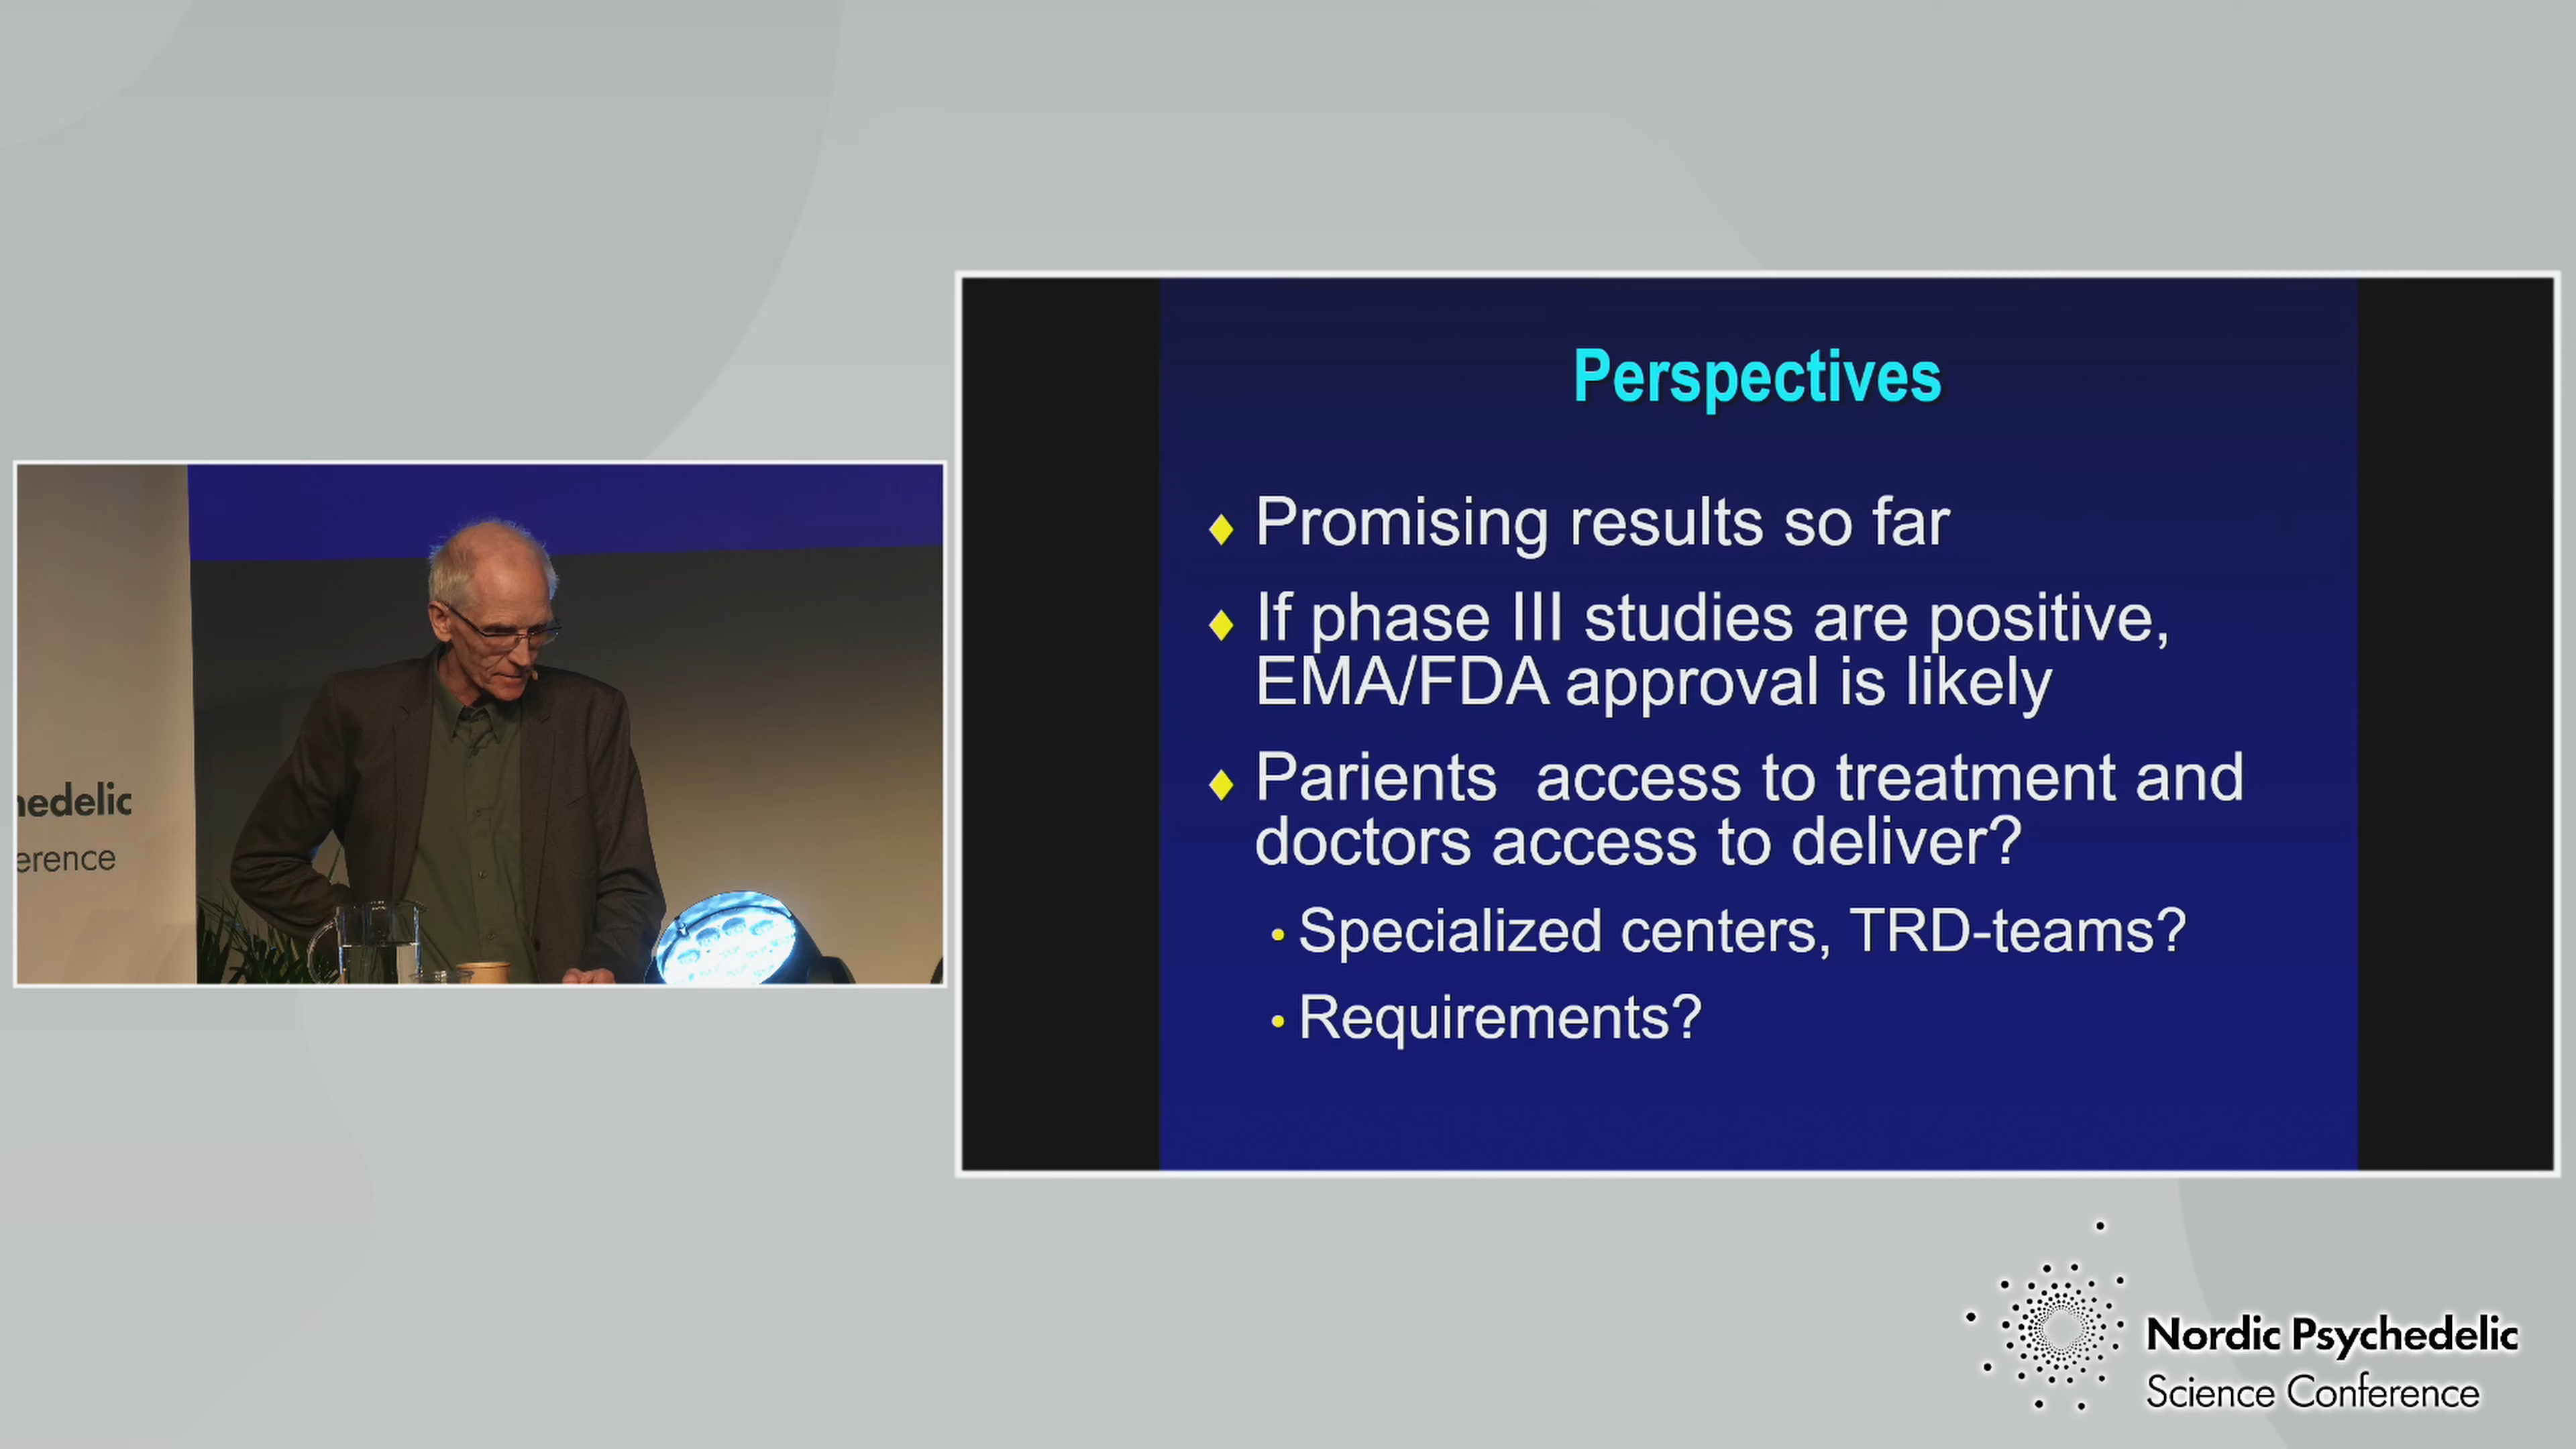 hedelic
erence
Perspectives
Promising results so far
If phase III studies are positive,
EMA/FDA approval is likely
Parients access to treatment and
doctors access to deliver?
Specialized centers, TRD-teams?
Requirements?
Nordic Psychedelic
Science Conference